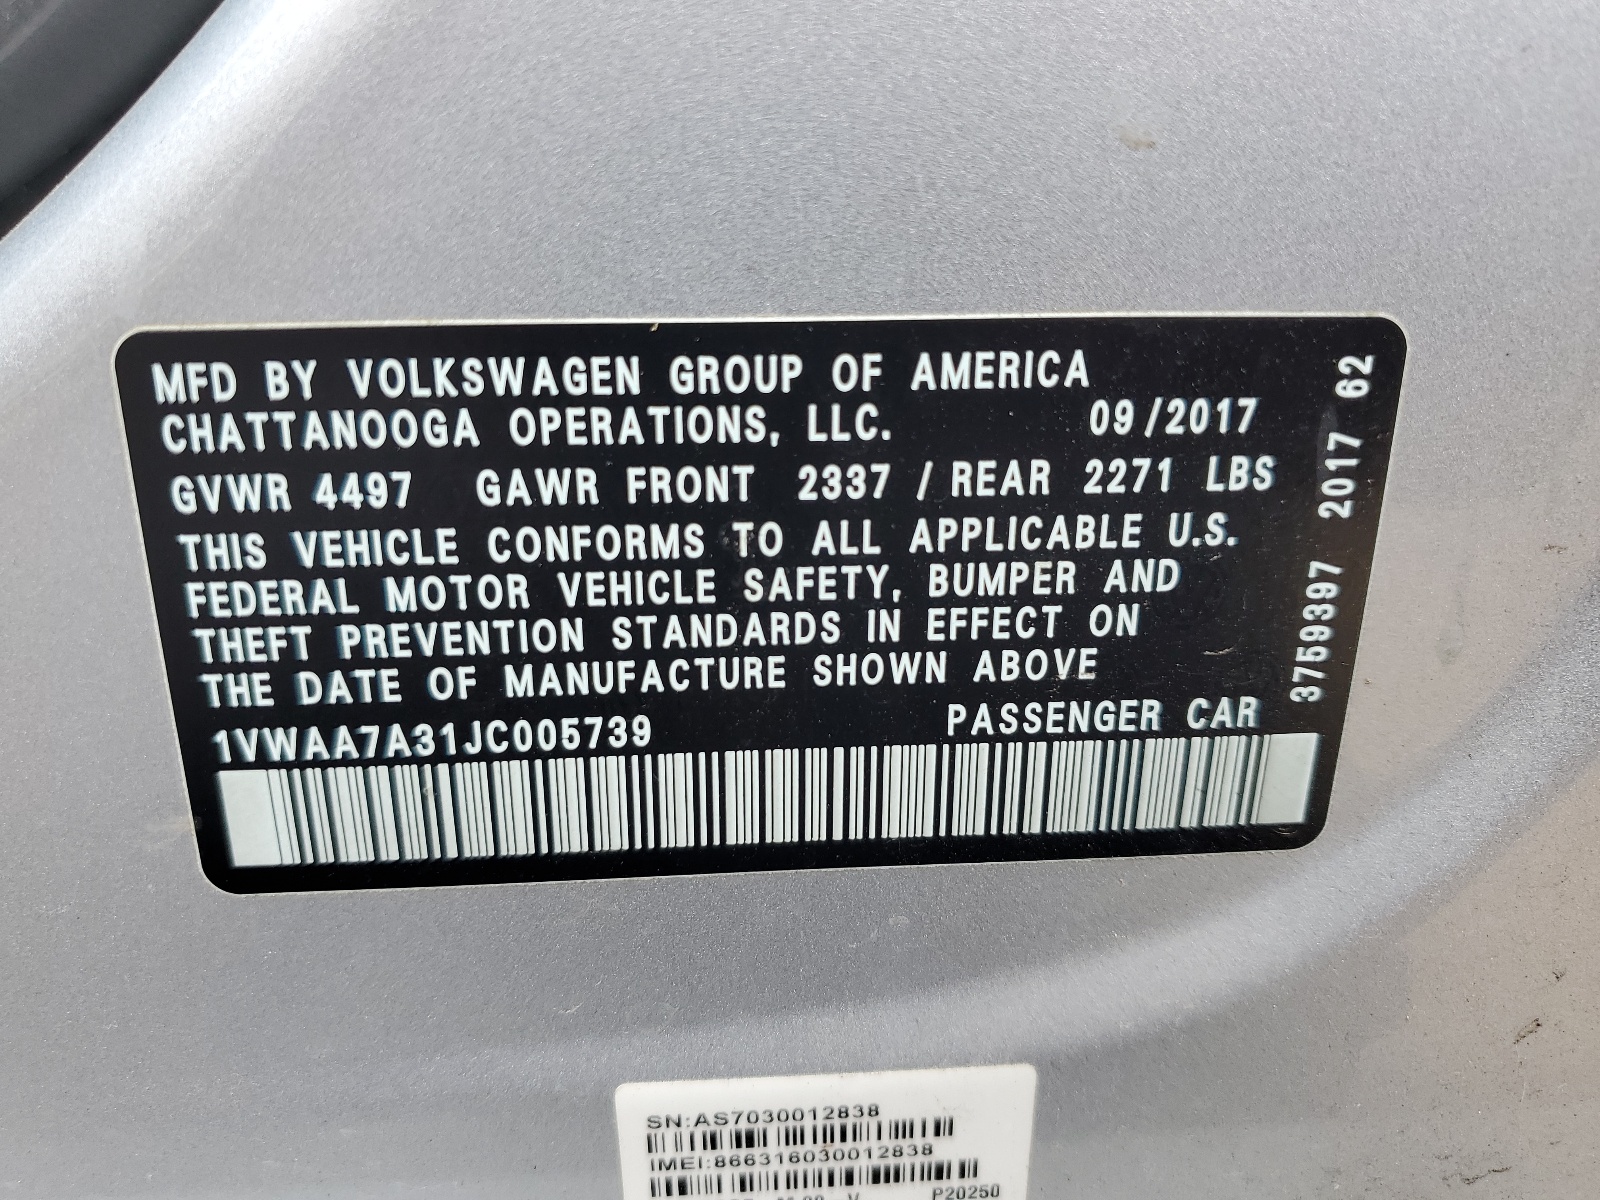 MFD BY VOLKSWAGEN GROUP OF AMERICA
CHATTANOOGA OPERATIONS, LLC. 09/2017
GVWR 4497 GAWR FRONT 2337 / REAR 2271 LBS
THIS VEHICLE CONFORMS TO ALL APPLICABLE U.S.
FEDERAL MOTOR VEHICLE SAFETY, BUMPER AND
THEFT PREVENTION STANDARDS IN EFFECT ON
THE DATE OF MANUFACTURE SHOWN ABOVE
1VWAA7A31JC005739 PASSENGER CAR
3759397 2017 62
SN:AS7030012838
IMEI:866316030012838
P20250